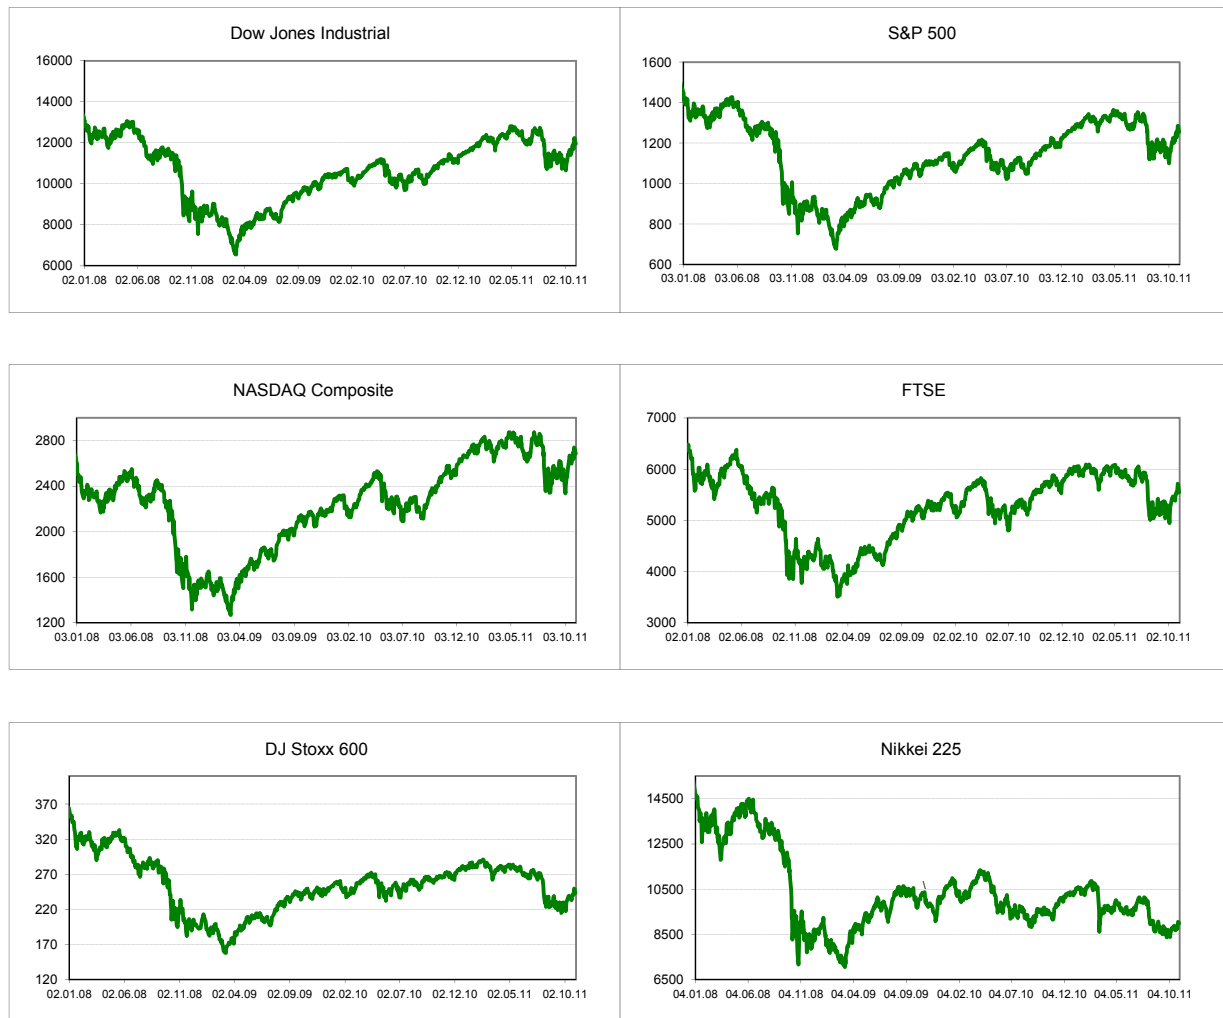 Dow Jones Industrial
16000
14000
12000
10000
8000
6000
02.01.08 02.06.08 02.11.08 02.04.09 02.09.09 02.02.10 02.07.10 02.12.10 02.05.11 02.10.11
S&P 500
1600
1400
1200
1000
800
600
03.01.08 03.06.08 03.11.08 03.04.09 03.09.09 03.02.10 03.07.10 03.12.10 03.05.11 03.10.11
NASDAQ Composite
2800
2400
2000
1600
1200
03.01.08 03.06.08 03.11.08 03.04.09 03.09.09 03.02.10 03.07.10 03.12.10 03.05.11 03.10.11
FTSE
7000
6000
5000
4000
3000
02.01.08 02.06.08 02.11.08 02.04.09 02.09.09 02.02.10 02.07.10 02.12.10 02.05.11 02.10.11
DJ Stoxx 600
370
320
270
220
170
120
02.01.08 02.06.08 02.11.08 02.04.09 02.09.09 02.02.10 02.07.10 02.12.10 02.05.11 02.10.11
Nikkei 225
14500
12500
10500
8500
6500
04.01.08 04.06.08 04.11.08 04.04.09 04.09.09 04.02.10 04.07.10 04.12.10 04.05.11 04.10.11